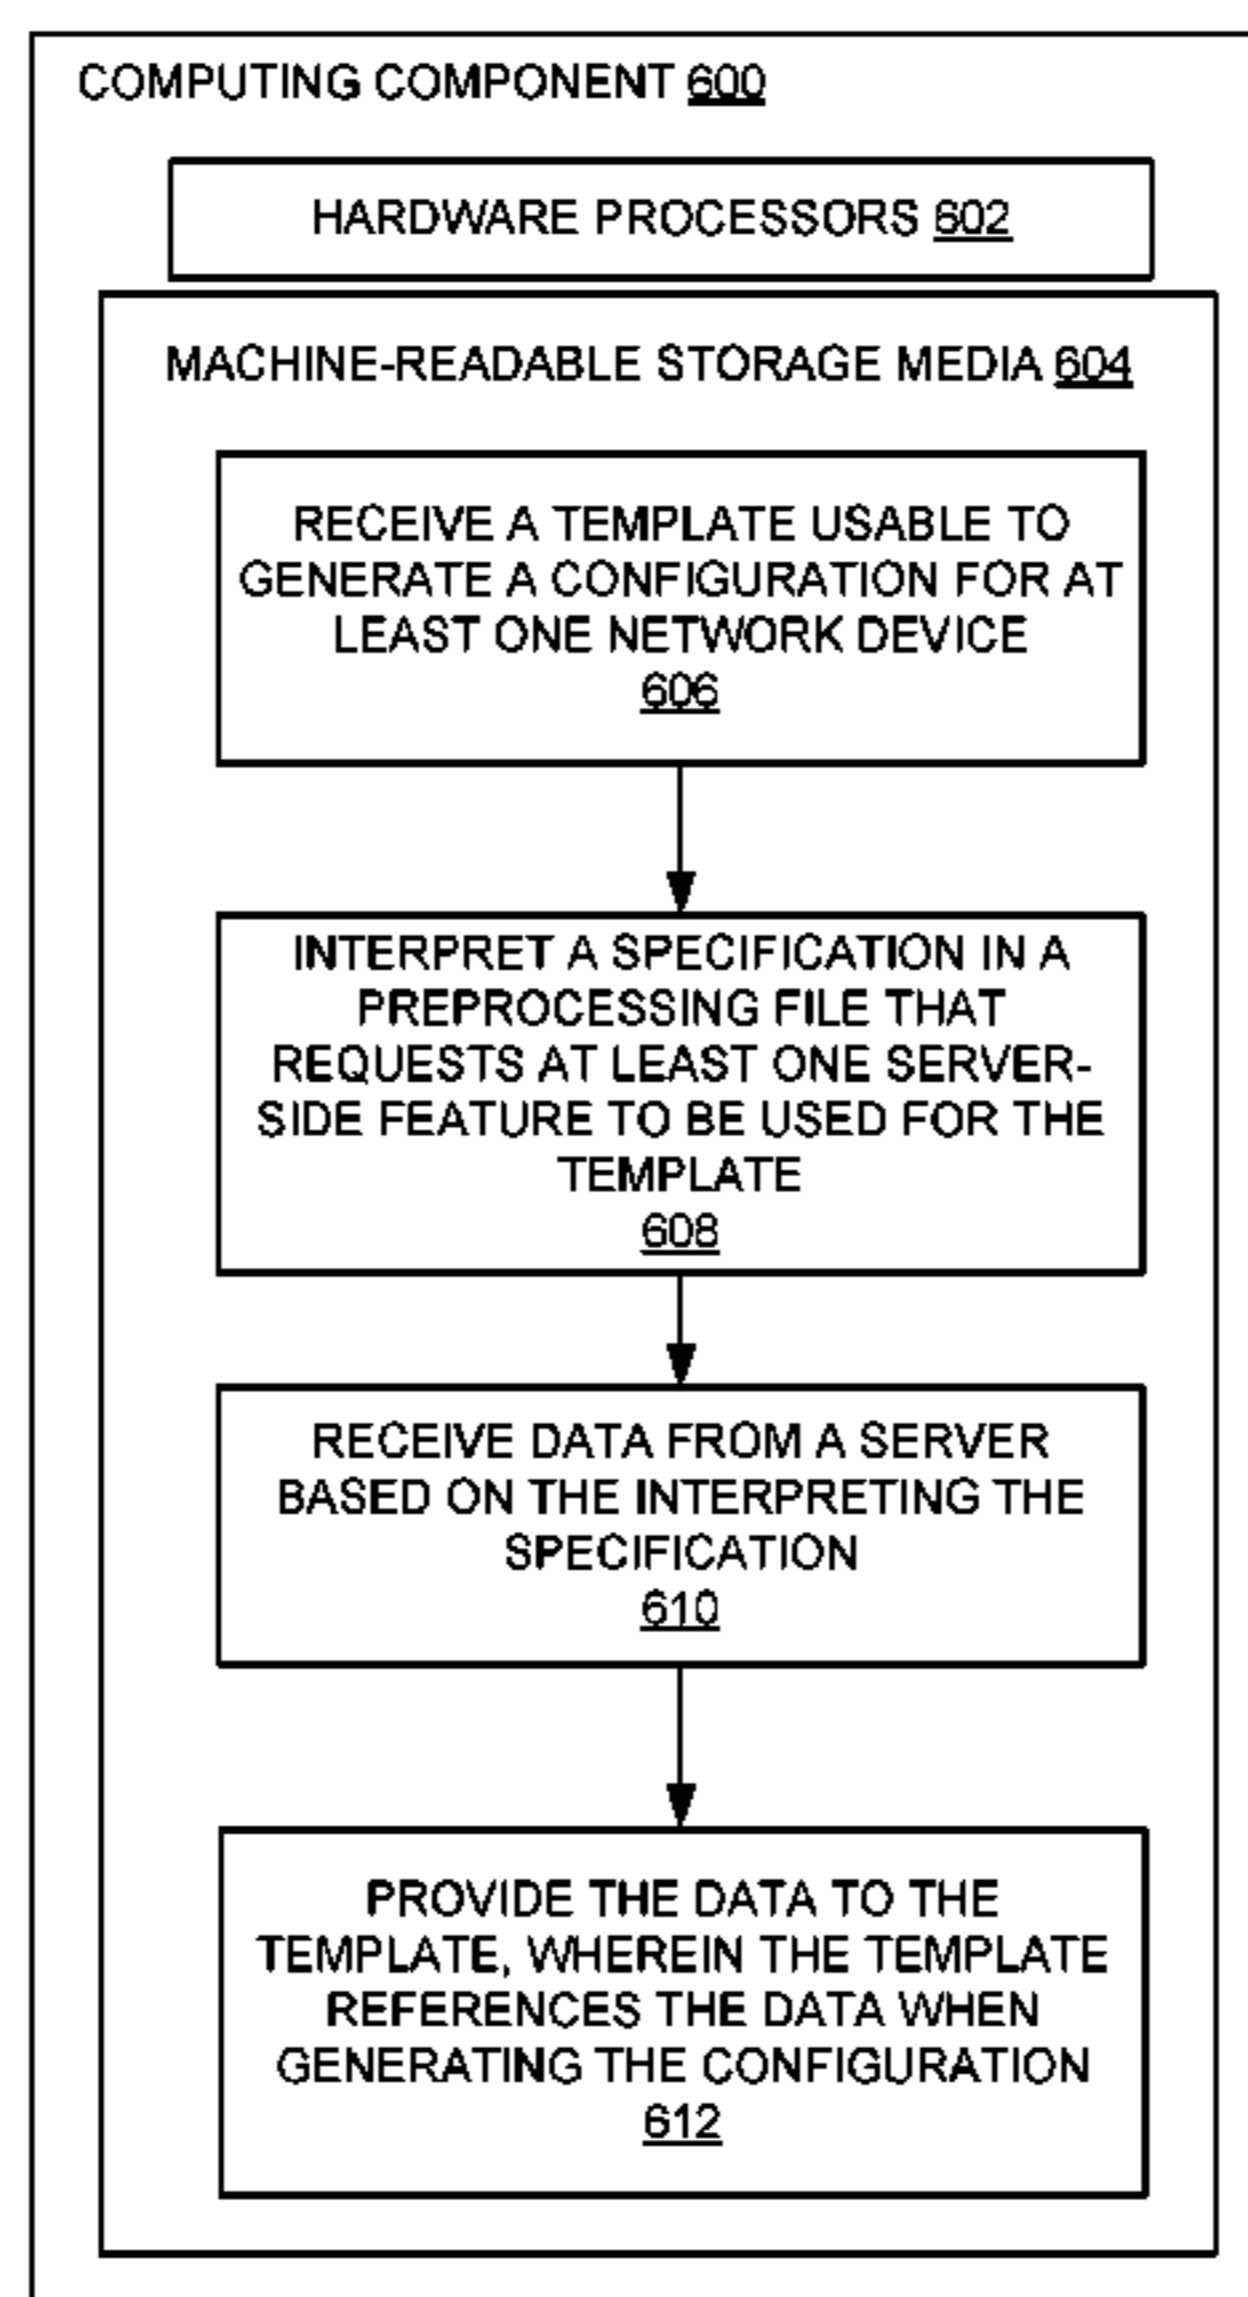 COMPUTING COMPONENT 600
HARDWARE PROCESSORS 602
MACHINE-READABLE STORAGE MEDIA 604
RECEIVE A TEMPLATE USABLE TO
GENERATE A CONFIGURATION FOR AT
LEAST ONE NETWORK DEVICE
606
INTERPRET A SPECIFICATION IN A
PREPROCESSING FILE THAT
REQUESTS AT LEAST ONE SERVER-
SIDE FEATURE TO BE USED FOR THE
TEMPLATE
608
RECEIVE DATA FROM A SERVER
BASED ON THE INTERPRETING THE
SPECIFICATION
610
PROVIDE THE DATA TO THE
TEMPLATE, WHEREIN THE TEMPLATE
REFERENCES THE DATA WHEN
GENERATING THE CONFIGURATION
612